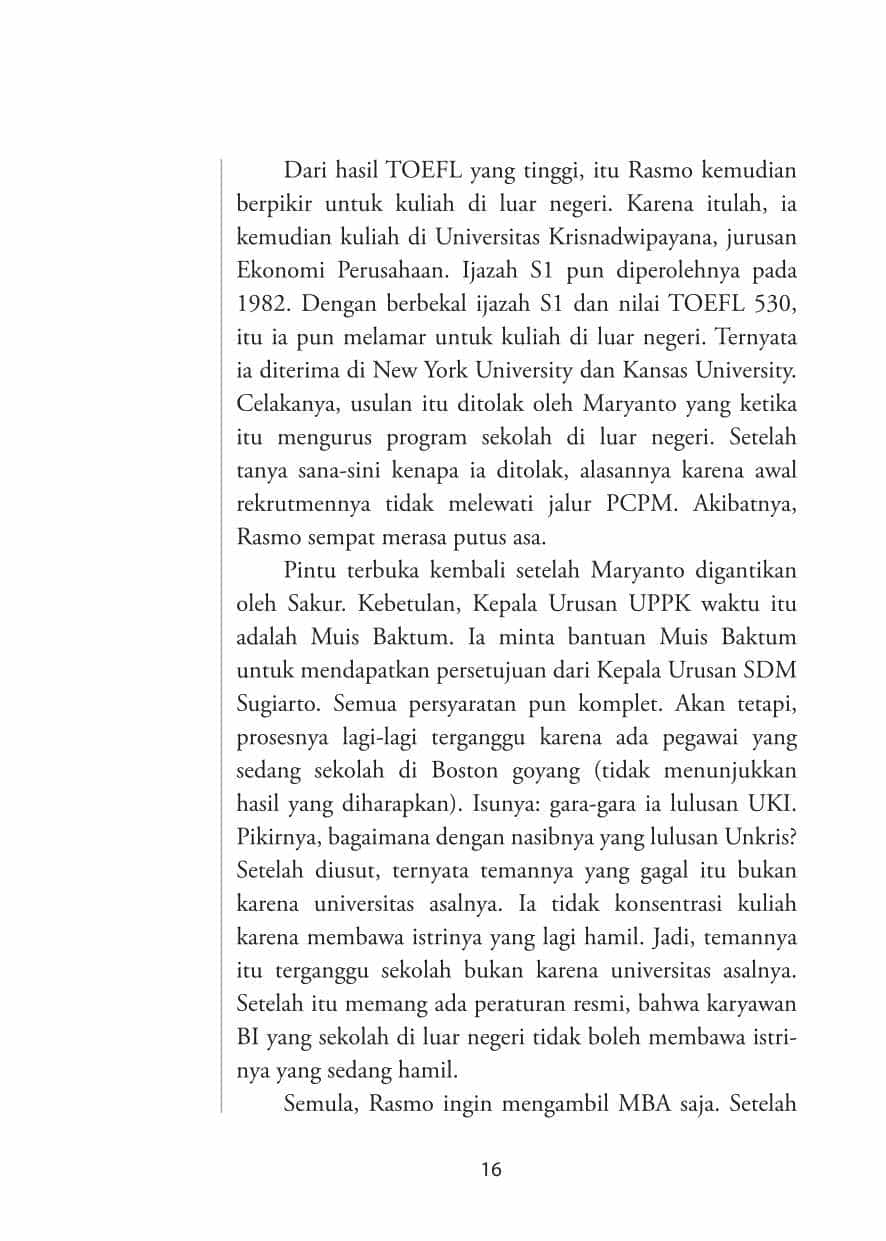 Dari hasil TOEFL yang tinggi, itu Rasmo kemudian
berpikir untuk kuliah di luar negeri. Karena itulah, ia
kemudian kuliah di Universitas Krisnadwipayana, jurusan
Ekonomi Perusahaan. Ijazah S1 pun diperolehnya pada
1982. Dengan berbekal ijazah S1 dan nilai TOEFL 530,
itu ia pun melamar untuk kuliah di luar negeri. Ternyata
ia diterima di New York University dan Kansas University.
Celakanya, usulan itu ditolak oleh Maryanto yang ketika
itu mengurus program sekolah di luar negeri. Setelah
tanya sana-sini kenapa ia ditolak, alasannya karena awal
rekrutmennya tidak melewati jalur PCPM. Akibatnya,
Rasmo sempat merasa putus asa.
Pintu terbuka kembali setelah Maryanto digantikan
oleh Sakur. Kebetulan, Kepala Urusan UPPK waktu itu
adalah Muis Baktum. Ia minta bantuan Muis Baktum
untuk mendapatkan persetujuan dari Kepala Urusan SDM
Sugiarto. Semua persyaratan pun komplet. Akan tetapi,
prosesnya lagi-lagi terganggu karena ada pegawai yang
sedang sekolah di Boston goyang (tidak menunjukkan
hasil yang diharapkan). Isunya: gara-gara ia lulusan UKI.
Pikirnya, bagaimana dengan nasibnya yang lulusan Unkris?
Setelah diusut, ternyata temannya yang gagal itu bukan
karena universitas asalnya. Ia tidak konsentrasi kuliah
karena membawa istrinya yang lagi hamil. Jadi, temannya
itu terganggu sekolah bukan karena universitas asalnya.
Setelah itu memang ada peraturan resmi, bahwa karyawan
BI yang sekolah di luar negeri tidak boleh membawa istri-
nya yang sedang hamil.
Semula, Rasmo ingin mengambil MBA saja. Setelah
16